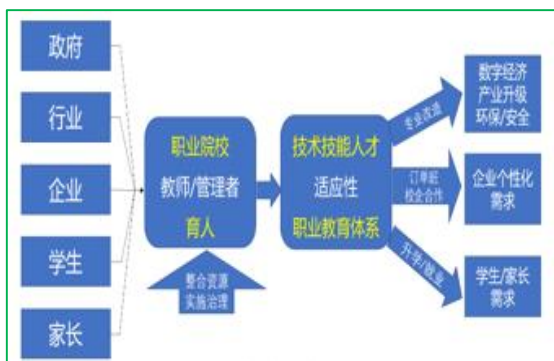 政府
行业
企业
学生
家长
职业院校
教师/管理者
育人
整合资源
实施治理
技术技能人才
适应性
职业教育体系
专业改造
订单班
校企合作
升学/就业
数字经济
产业升级
环保/安全
企业个性化
需求
学生/家长
需求